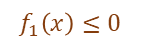 f₁(x) ≤ 0